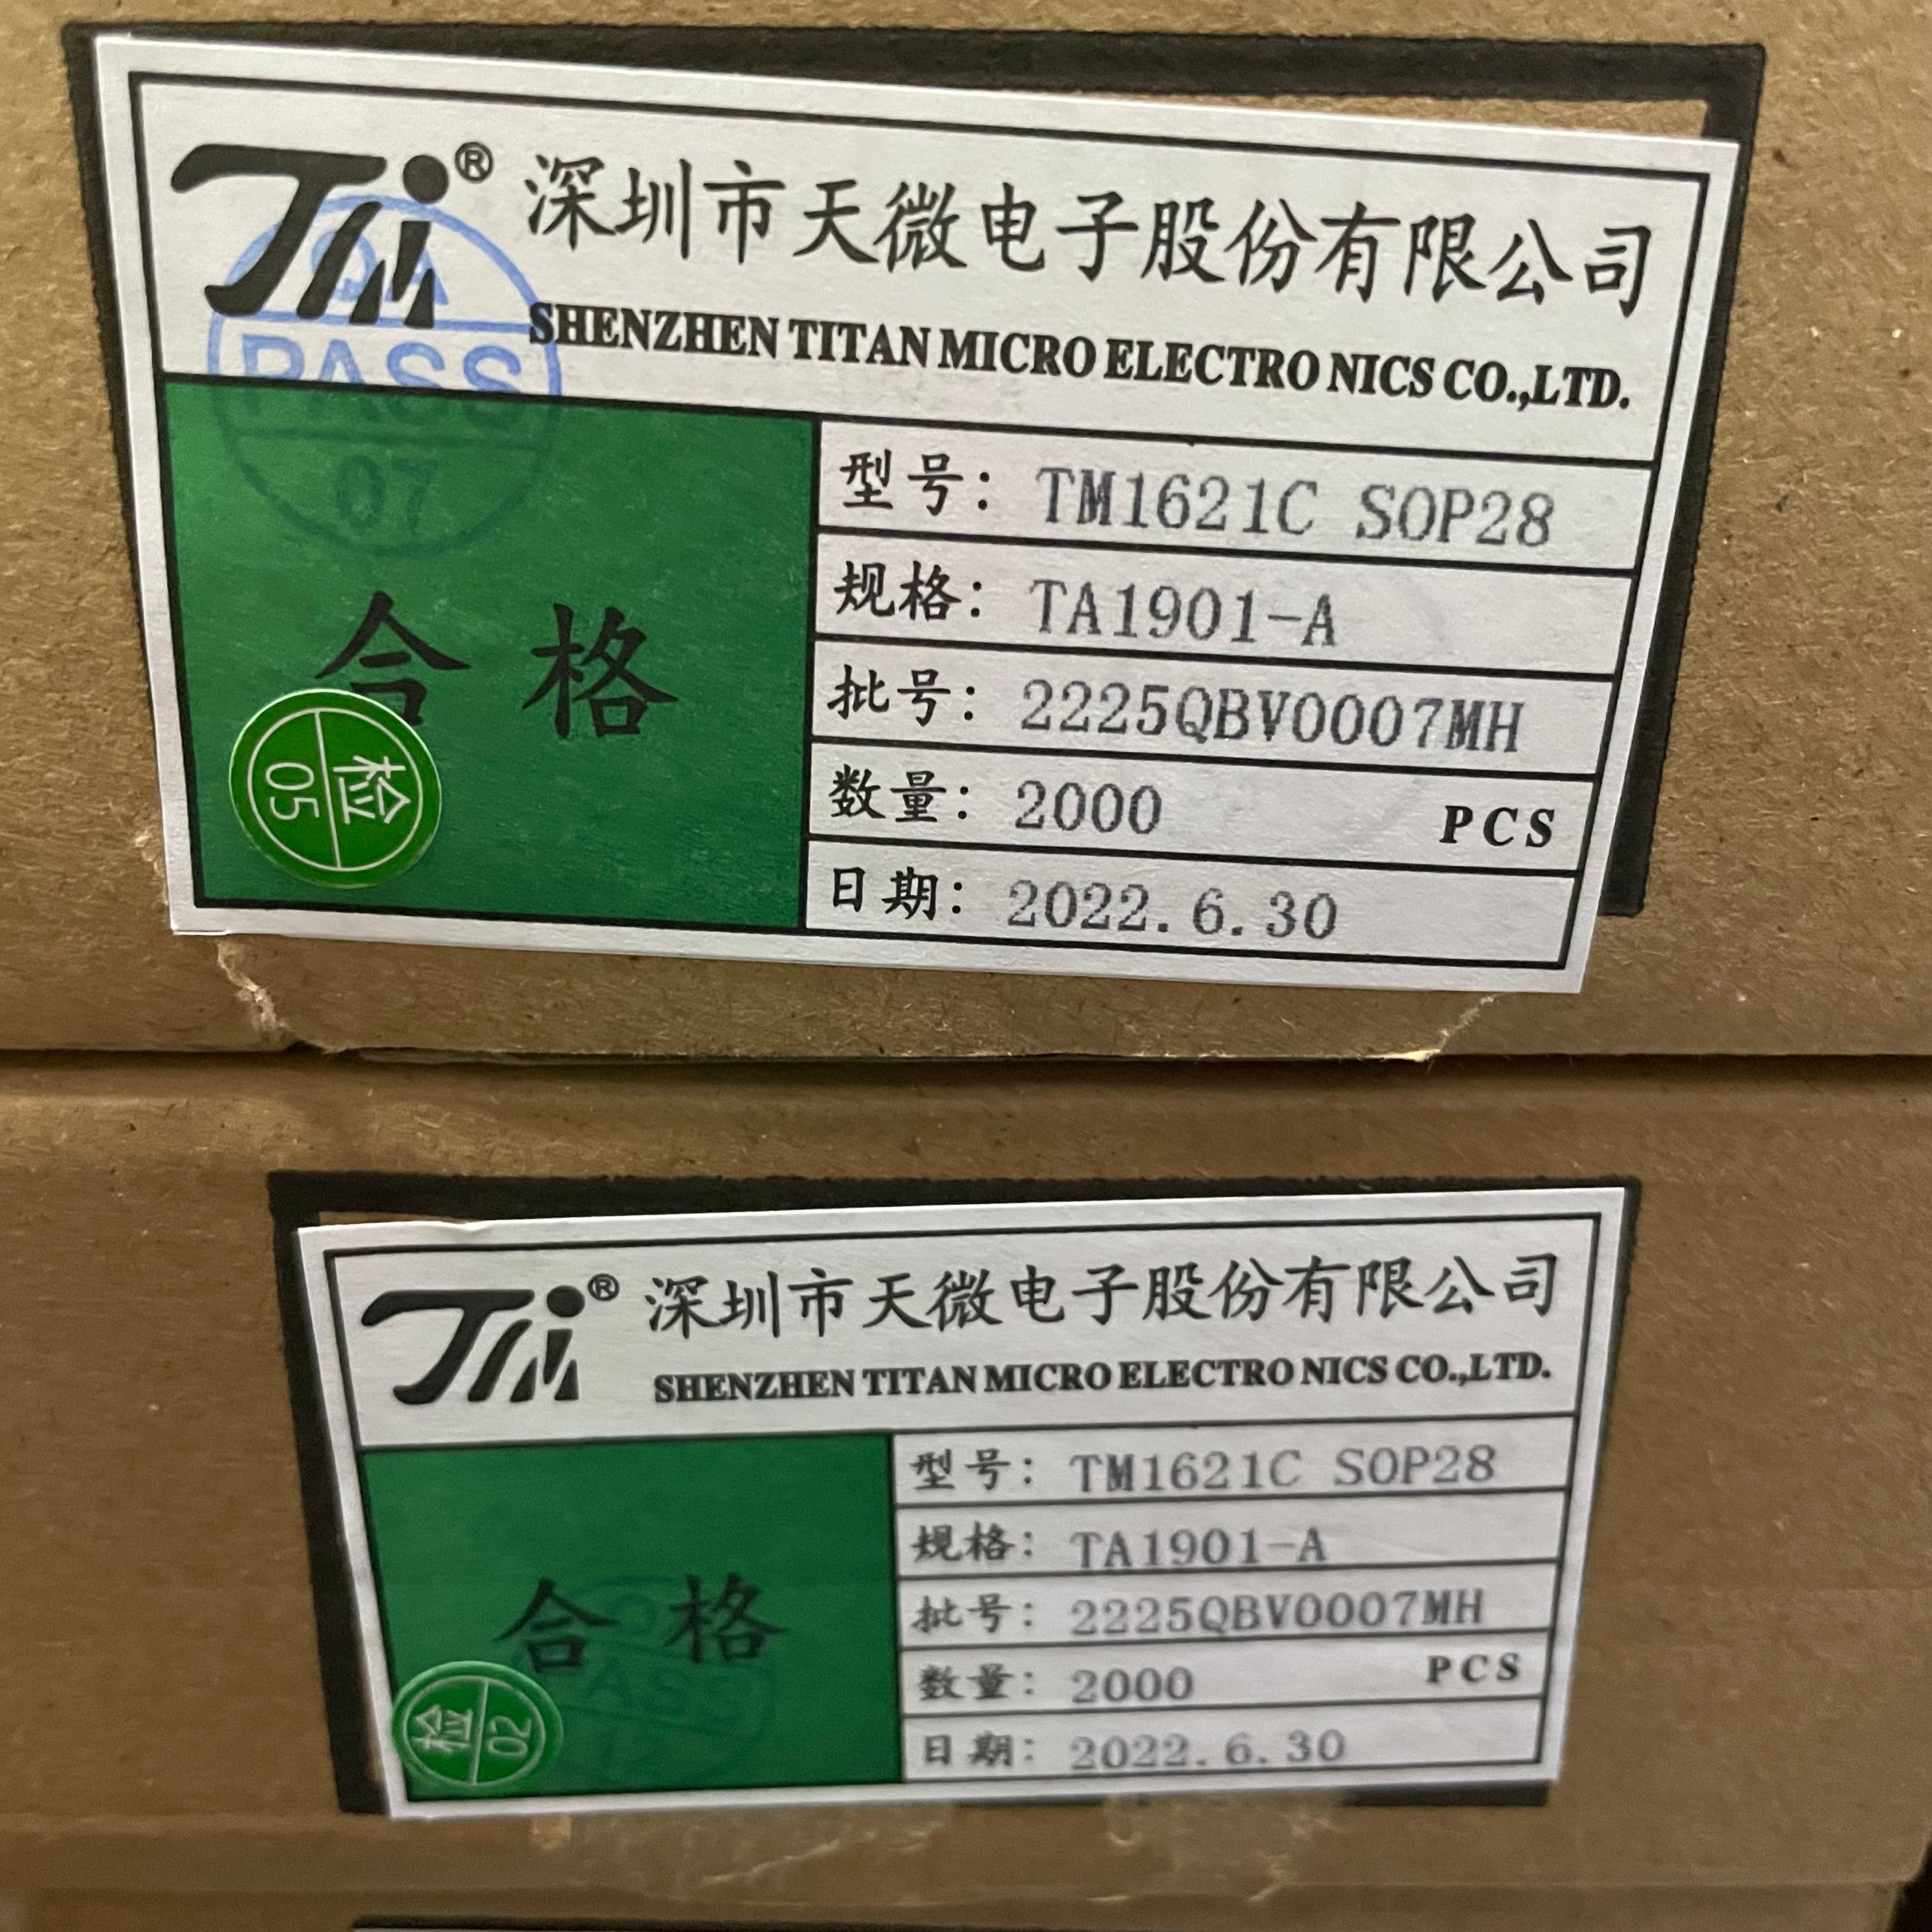 TM ® 深圳市天微电子股份有限公司
SHENZHEN TITAN MICRO ELECTRO NICS CO.,LTD.
QA
PASS
07
合格
检 05
型号: TM1621C SOP28
规格: TA1901-A
批号: 2225QBV0007MH
数量: 2000 PCS
日期: 2022.6.30
TM ® 深圳市天微电子股份有限公司
SHENZHEN TITAN MICRO ELECTRO NICS CO.,LTD.
合格
PASS
检 02
型号: TM1621C SOP28
规格: TA1901-A
批号: 2225QBV0007MH
数量: 2000 PCS
日期: 2022.6.30